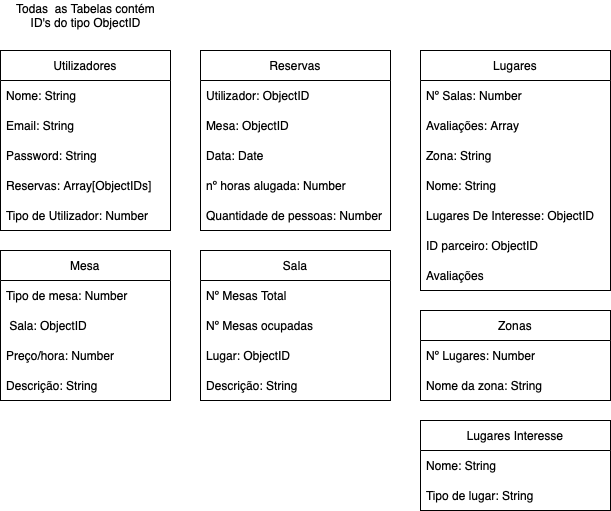 Todas as Tabelas contém
ID's do tipo ObjectID
Utilizadores
Nome: String
Email: String
Password: String
Reservas: Array[ObjectIDs]
Tipo de Utilizador: Number
Reservas
Utilizador: ObjectID
Mesa: ObjectID
Data: Date
nº horas alugada: Number
Quantidade de pessoas: Number
Lugares
Nº Salas: Number
Avaliações: Array
Zona: String
Nome: String
Lugares De Interesse: ObjectID
ID parceiro: ObjectID
Avaliações
Mesa
Tipo de mesa: Number
Sala: ObjectID
Preço/hora: Number
Descrição: String
Sala
Nº Mesas Total
Nº Mesas ocupadas
Lugar: ObjectID
Descrição: String
Zonas
Nº Lugares: Number
Nome da zona: String
Lugares Interesse
Nome: String
Tipo de lugar: String